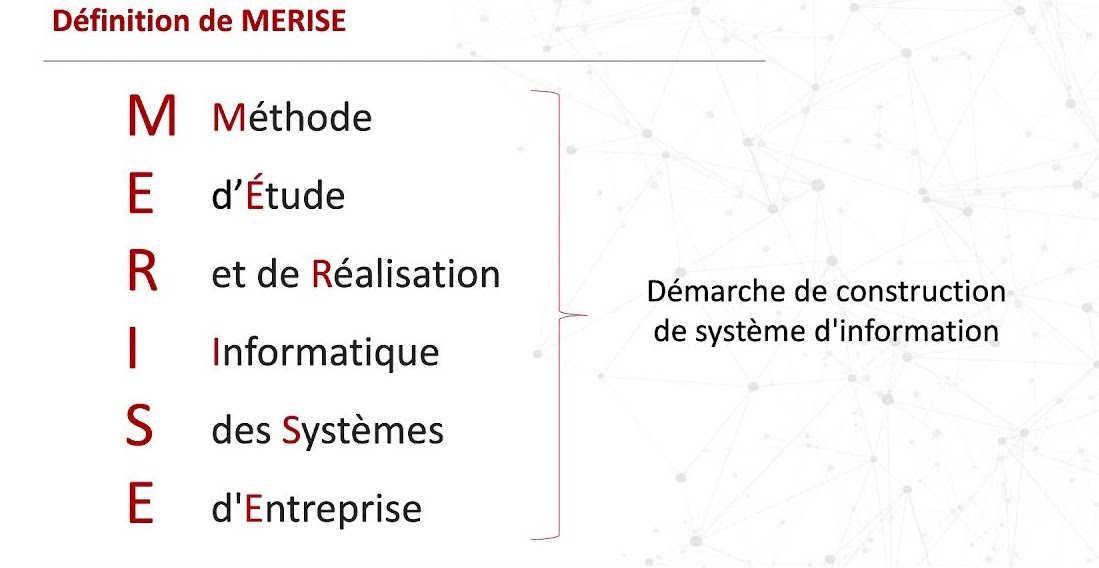 Définition de MERISE
M Méthode
E d’Étude
R et de Réalisation
I Informatique
S des Systèmes
E d'Entreprise
Démarche de construction
de système d'information